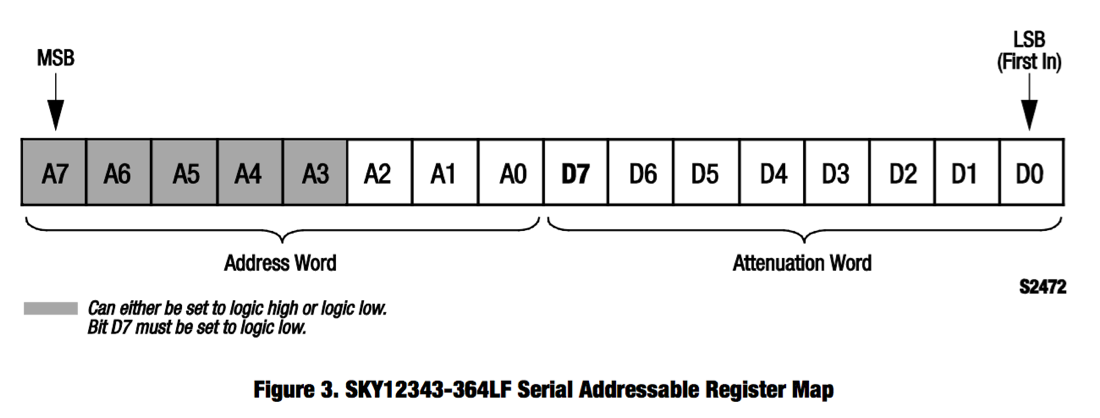 MSB
LSB
(First In)
A7 A6 A5 A4 A3 A2 A1 A0 D7 D6 D5 D4 D3 D2 D1 D0
Address Word
Attenuation Word
S2472
Can either be set to logic high or logic low.
Bit D7 must be set to logic low.
Figure 3. SKY12343-364LF Serial Addressable Register Map